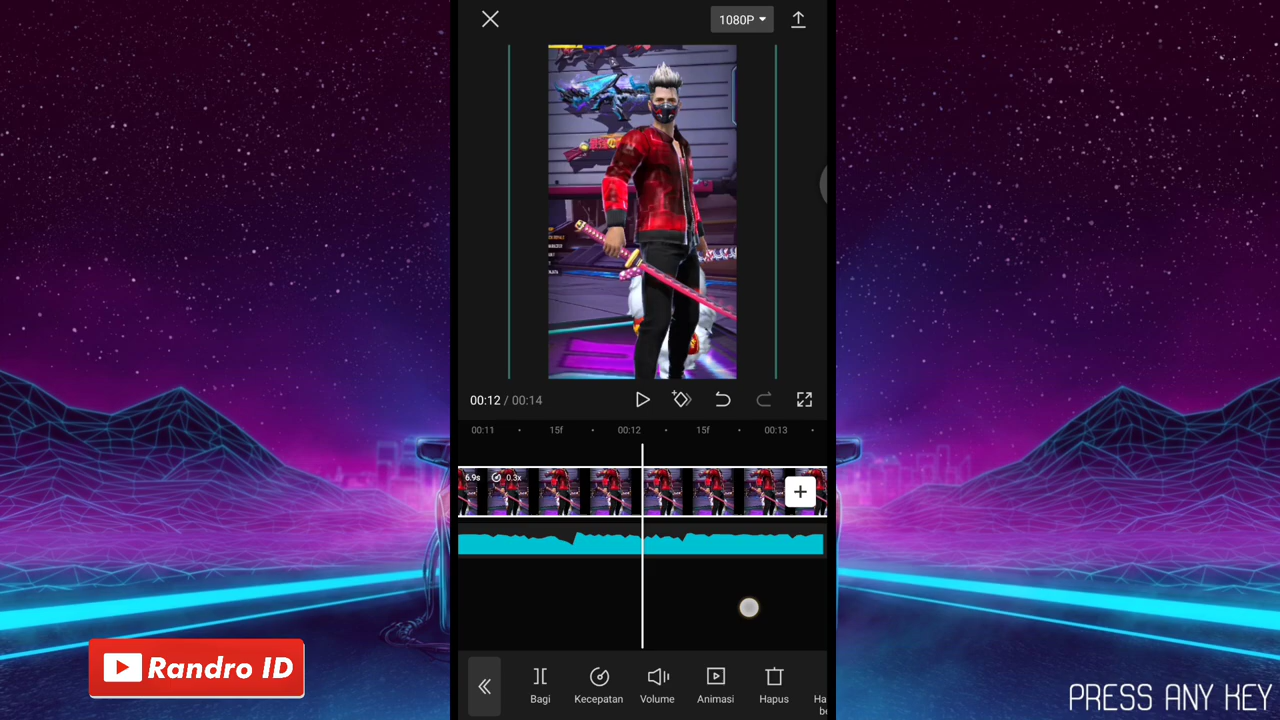 1080P
00:12 / 00:14
00:11
15f
00:12
15f
00:13
6.9s
0.3x
Bagi
Kecepatan
Volume
Animasi
Hapus
Randro ID
PRESS ANY KEY